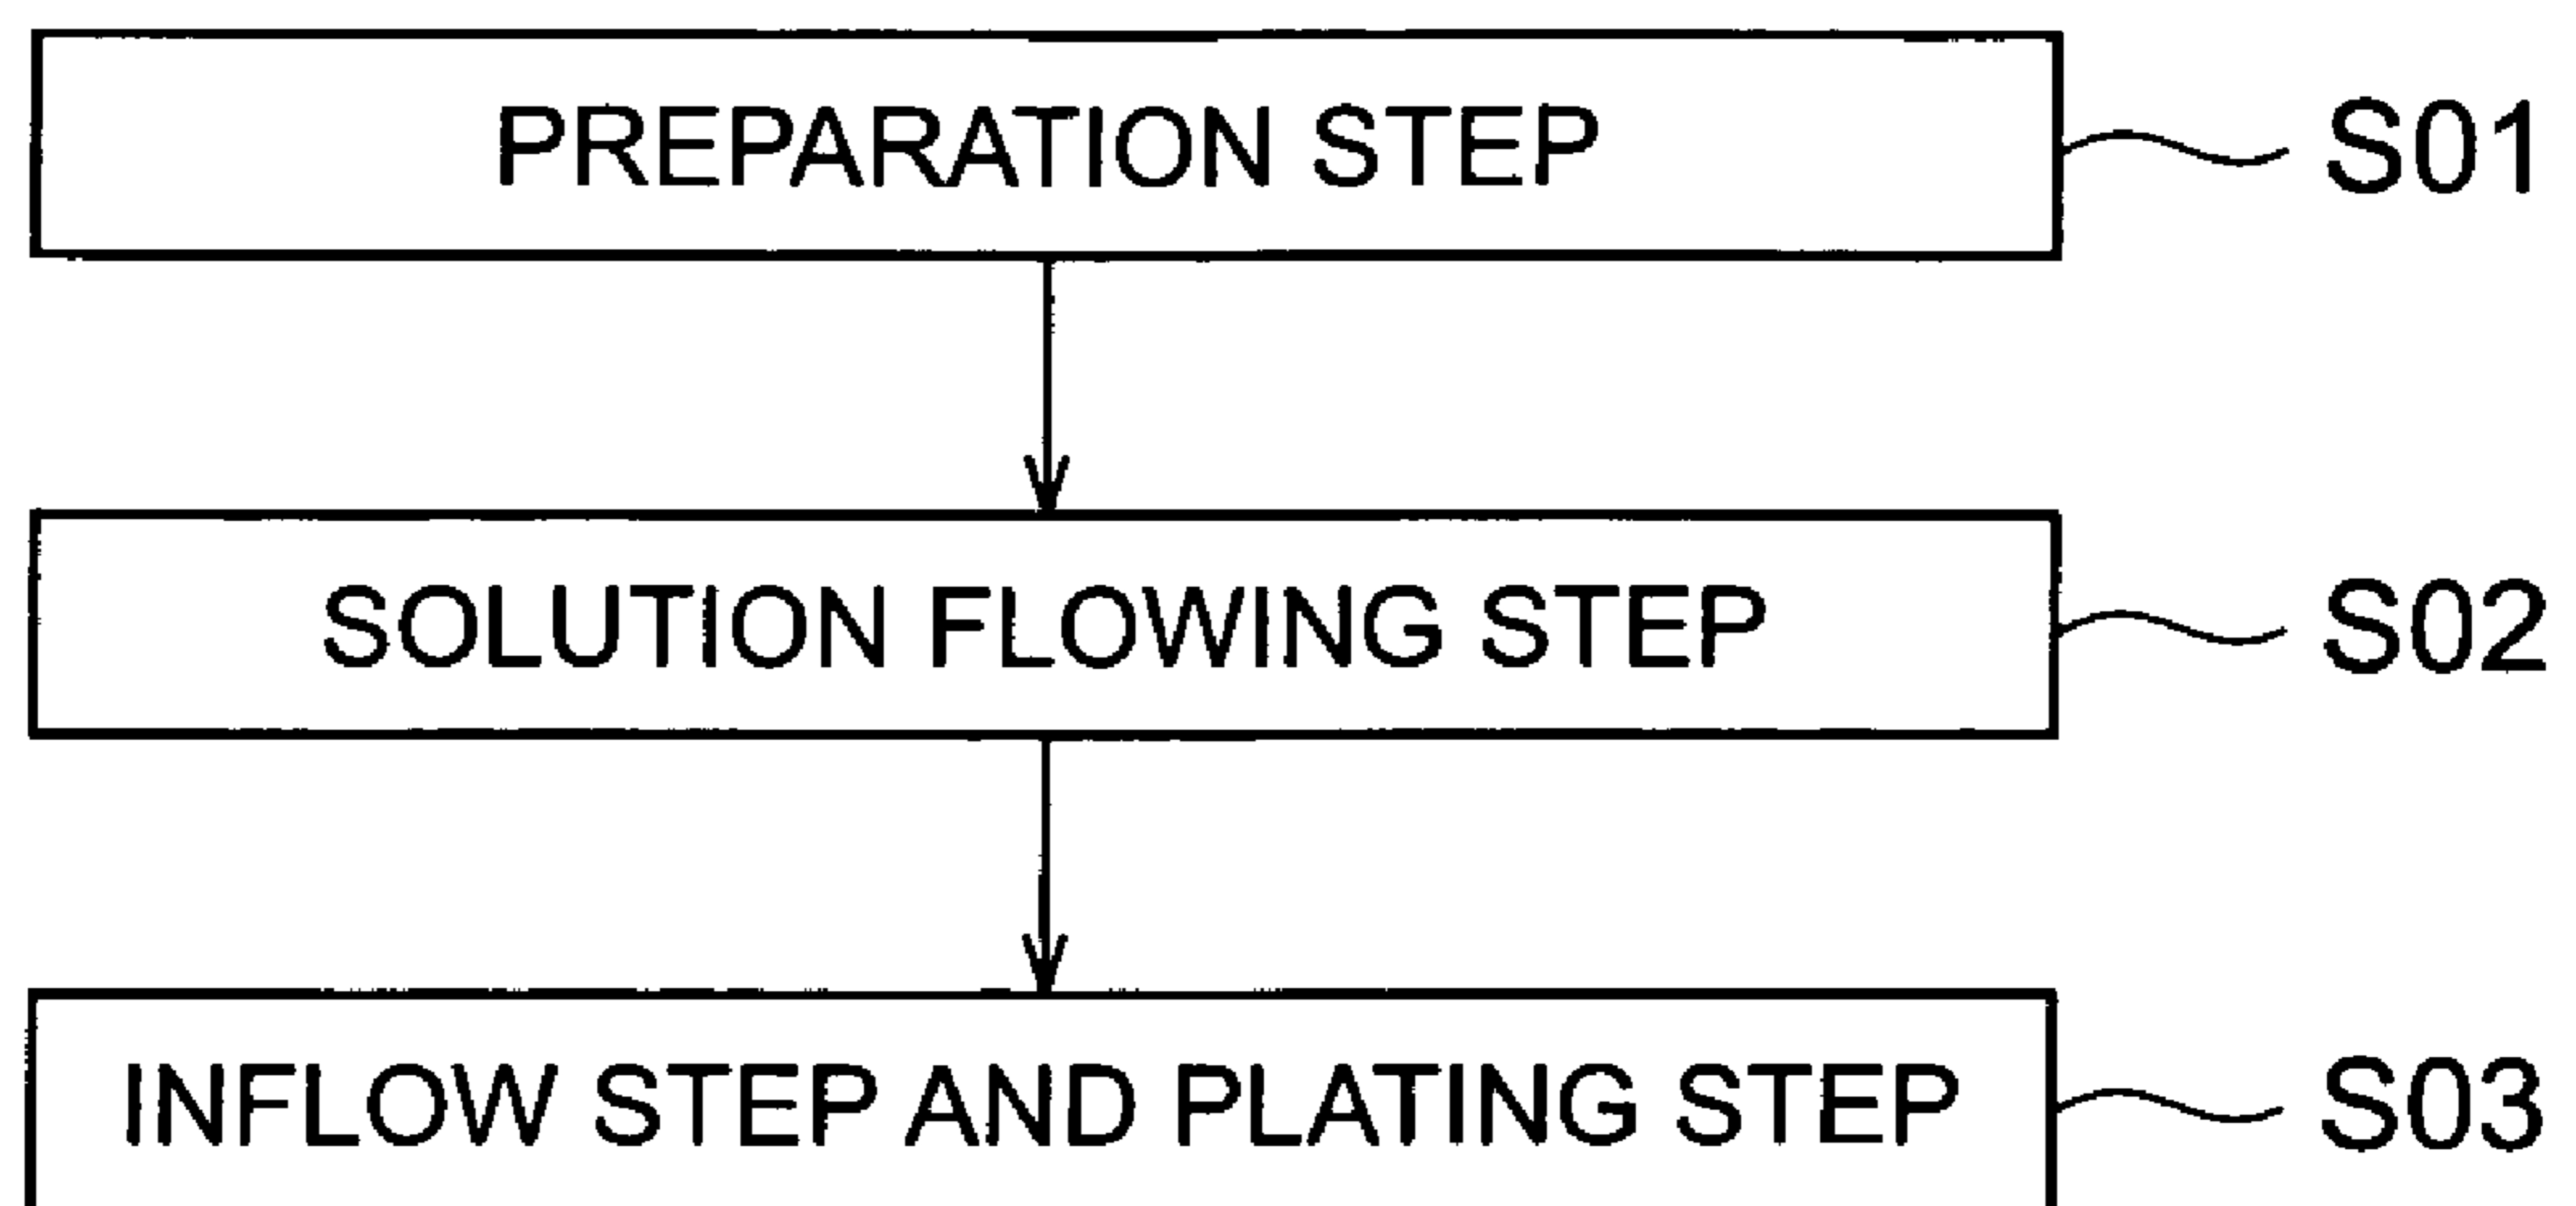 PREPARATION STEP S01
SOLUTION FLOWING STEP S02
INFLOW STEP AND PLATING STEP S03